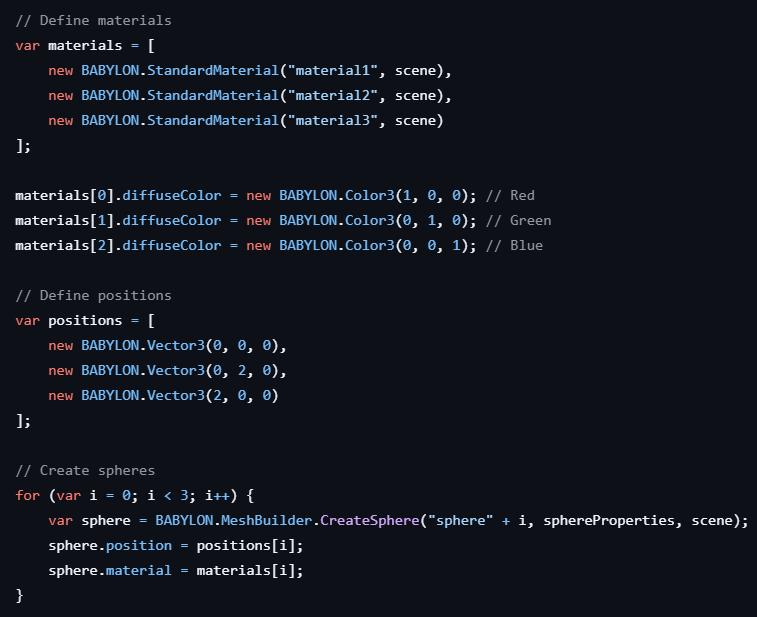 // Define materials
var materials = [
    new BABYLON.StandardMaterial("material1", scene),
    new BABYLON.StandardMaterial("material2", scene),
    new BABYLON.StandardMaterial("material3", scene)
];

materials[0].diffuseColor = new BABYLON.Color3(1, 0, 0); // Red
materials[1].diffuseColor = new BABYLON.Color3(0, 1, 0); // Green
materials[2].diffuseColor = new BABYLON.Color3(0, 0, 1); // Blue

// Define positions
var positions = [
    new BABYLON.Vector3(0, 0, 0),
    new BABYLON.Vector3(0, 2, 0),
    new BABYLON.Vector3(2, 0, 0)
];

// Create spheres
for (var i = 0; i < 3; i++) {
    var sphere = BABYLON.MeshBuilder.CreateSphere("sphere" + i, sphereProperties, scene);
    sphere.position = positions[i];
    sphere.material = materials[i];
}